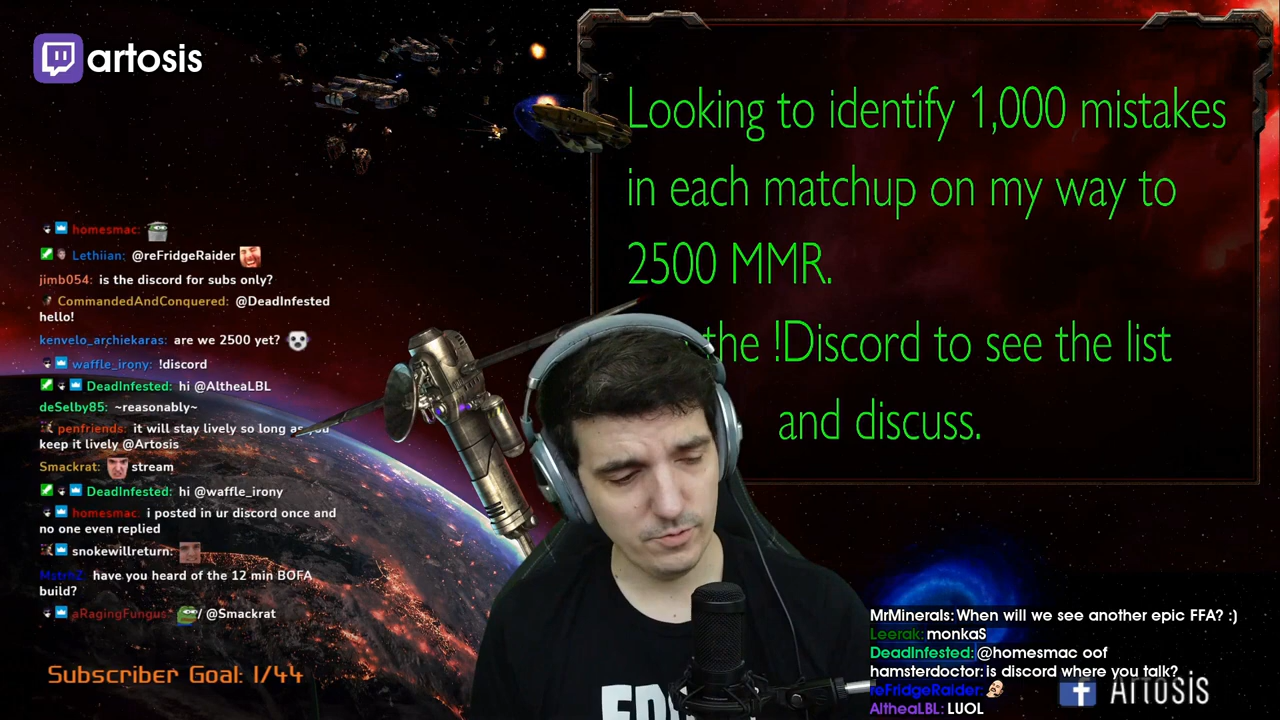 artosis
Looking to identify 1,000 mistakes
in each matchup on my way to
2500 MMR.
the !Discord to see the list
and discuss.
homesmac:
Lethiian: @reFridgeRaider
jimb054: is the discord for subs only?
CommandedAndConquered: @DeadInfested
hello!
kenvelo_archiekaras: are we 2500 yet?
waffle_irony: !discord
DeadInfested: hi @AltheaLBL
deSelby85: ~reasonably~
penfriends: it will stay lively so long as you
keep it lively @Artosis
Smackrat: stream
DeadInfested: hi @waffle_irony
homesmac: i posted in ur discord once and
no one even replied
snokewillreturn:
have you heard of the 12 min BOFA
build?
aRagingFungus: / @Smackrat
Subscriber Goal: 1/44
MrMinerals: When will we see another epic FFA? :)
Leerak: monkaS
DeadInfested: @homesmac oof
hamsterdoctor: is discord where you talk?
reFridgeRaider:
AltheaLBL: LUOL
Artosis